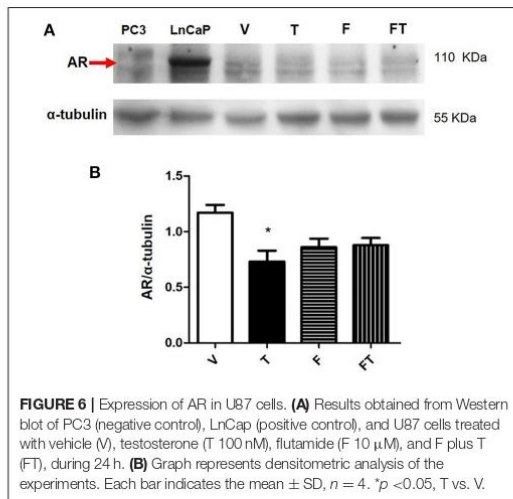 A
PC3 LnCaP V T F FT
AR 110 KDa
α-tubulin 55 KDa
B
AR/α-tubulin
1.5
1.0
0.5
0.0
*
V T F FT
FIGURE 6 | Expression of AR in U87 cells. (A) Results obtained from Western
blot of PC3 (negative control), LnCap (positive control), and U87 cells treated
with vehicle (V), testosterone (T 100 nM), flutamide (F 10 μM), and F plus T
(FT), during 24 h. (B) Graph represents densitometric analysis of the
experiments. Each bar indicates the mean ± SD, n = 4. *p <0.05, T vs. V.